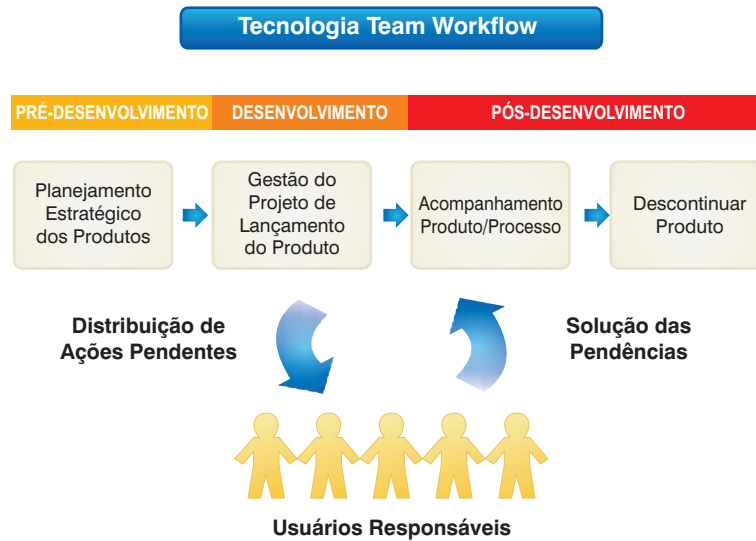 Tecnologia Team Workflow
PRÉ-DESENVOLVIMENTO
DESENVOLVIMENTO
PÓS-DESENVOLVIMENTO
Planejamento
Estratégico
dos Produtos
Gestão do
Projeto de
Lançamento
do Produto
Acompanhamento
Produto/Processo
Descontinuar
Produto
Distribuição de
Ações Pendentes
Solução das
Pendências
Usuários Responsáveis